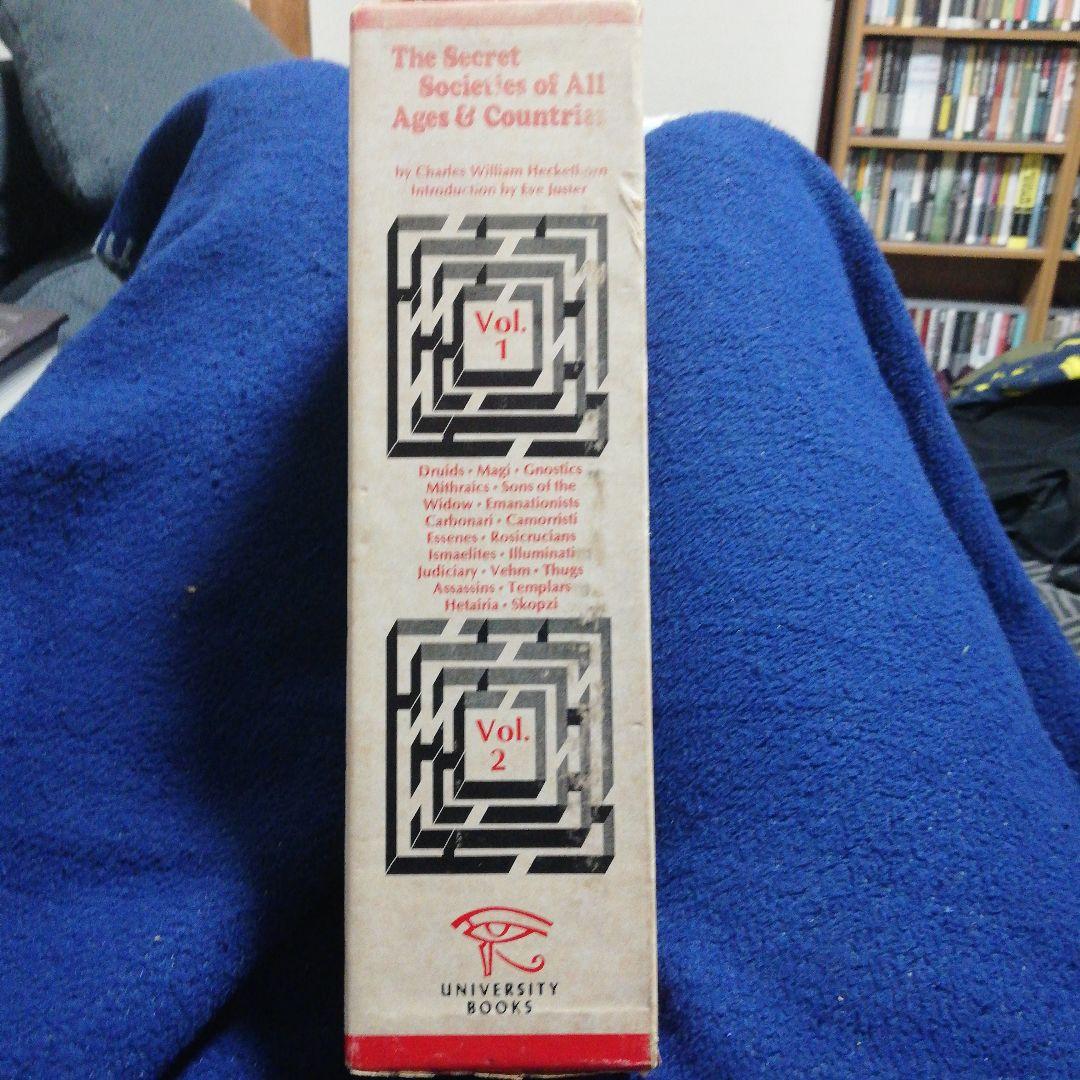 The Secret
Societies of All
Ages & Countries
by Charles William Heckethorn
Introduction by Eve Juster
Vol.
1
Druids • Magi • Gnostics
Mithraics • Sons of the
Widow • Emanationists
Carbonari • Camorristi
Essenes • Rosicrucians
Ismaelites • Illuminati
Judiciary • Vehm • Thugs
Assassins • Templars
Hetairia • Skopzi
Vol.
2
UNIVERSITY
BOOKS